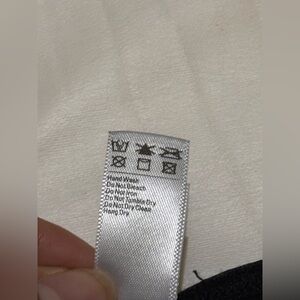 Hand Wash
Do Not Bleach
Do Not Iron
Do Not Tumble Dry
Do Not Dry Clean
Hang Dry